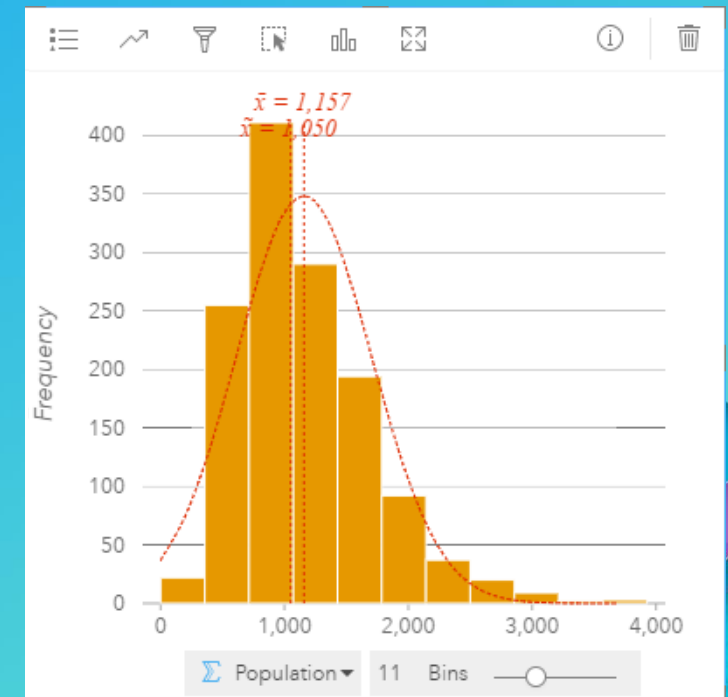 x̄ = 1,157
x̃ = 1,050
400
350
300
250
200
150
100
50
0
Frequency
0 1,000 2,000 3,000 4,000
Σ Population 11 Bins